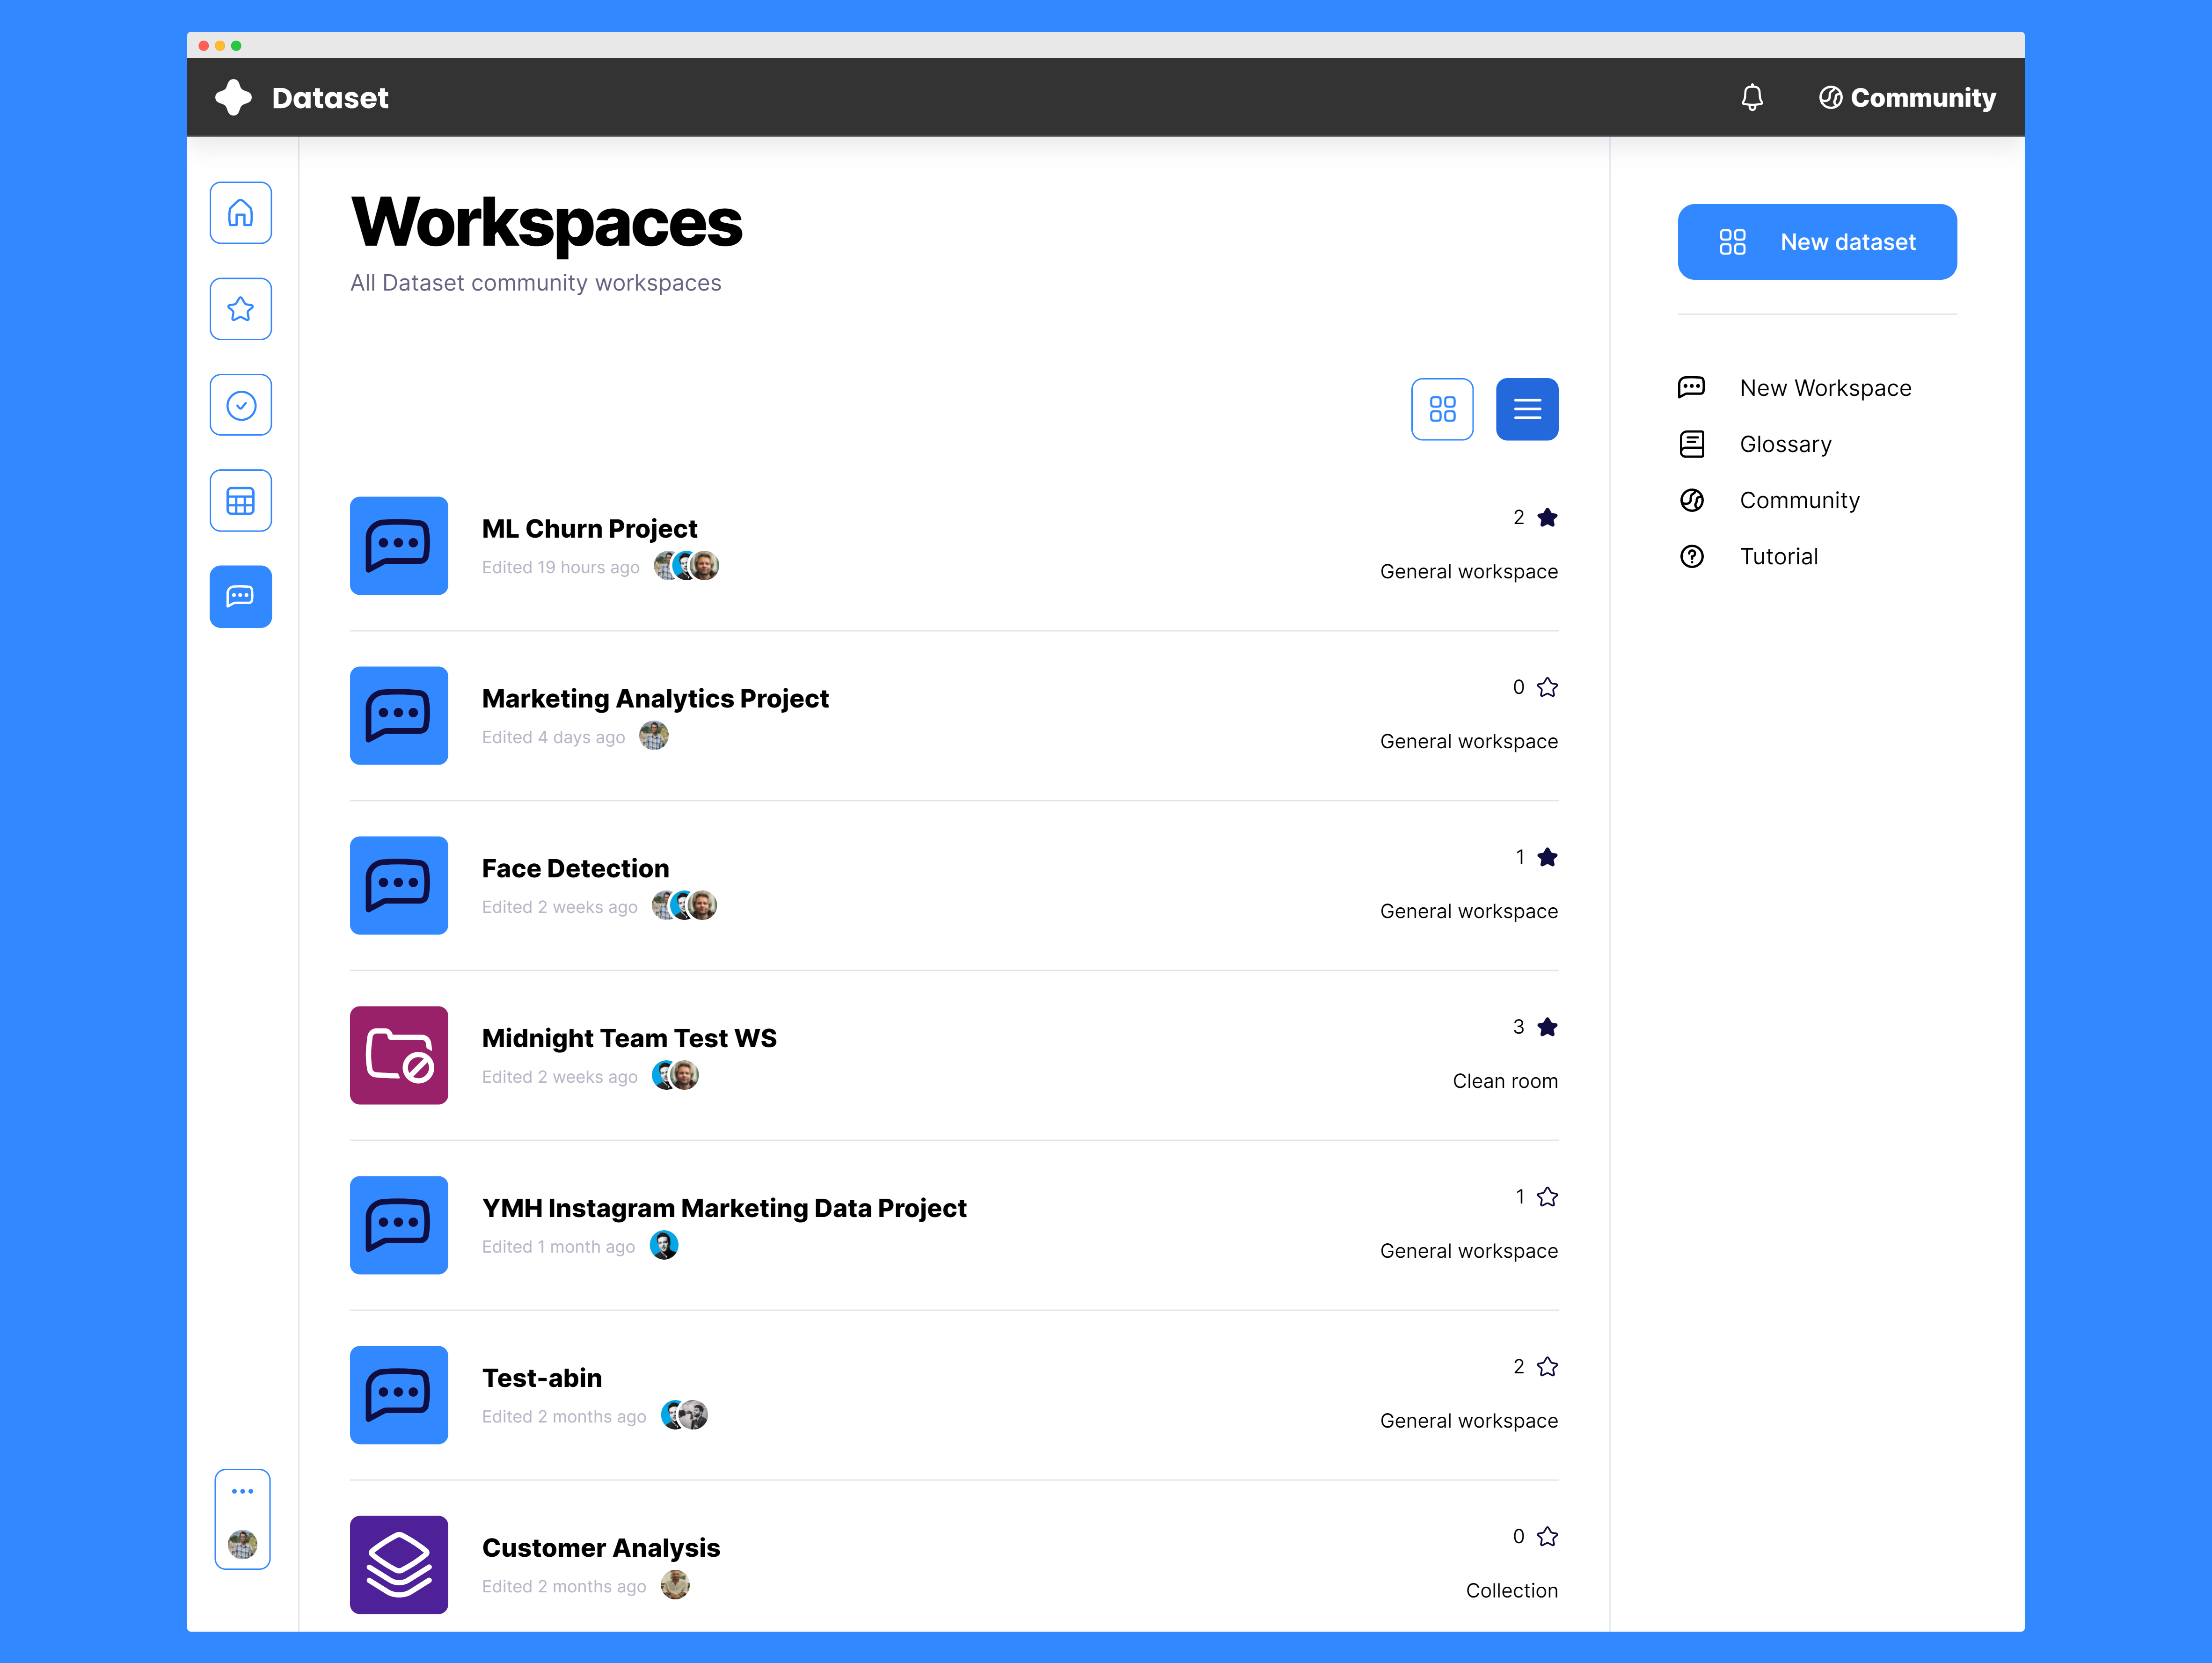 Dataset
Community
Workspaces
All Dataset community workspaces
New dataset
New Workspace
Glossary
Community
Tutorial
ML Churn Project
Edited 19 hours ago
2
General workspace
Marketing Analytics Project
Edited 4 days ago
0
General workspace
Face Detection
Edited 2 weeks ago
1
General workspace
Midnight Team Test WS
Edited 2 weeks ago
3
Clean room
YMH Instagram Marketing Data Project
Edited 1 month ago
1
General workspace
Test-abin
Edited 2 months ago
2
General workspace
Customer Analysis
Edited 2 months ago
0
Collection